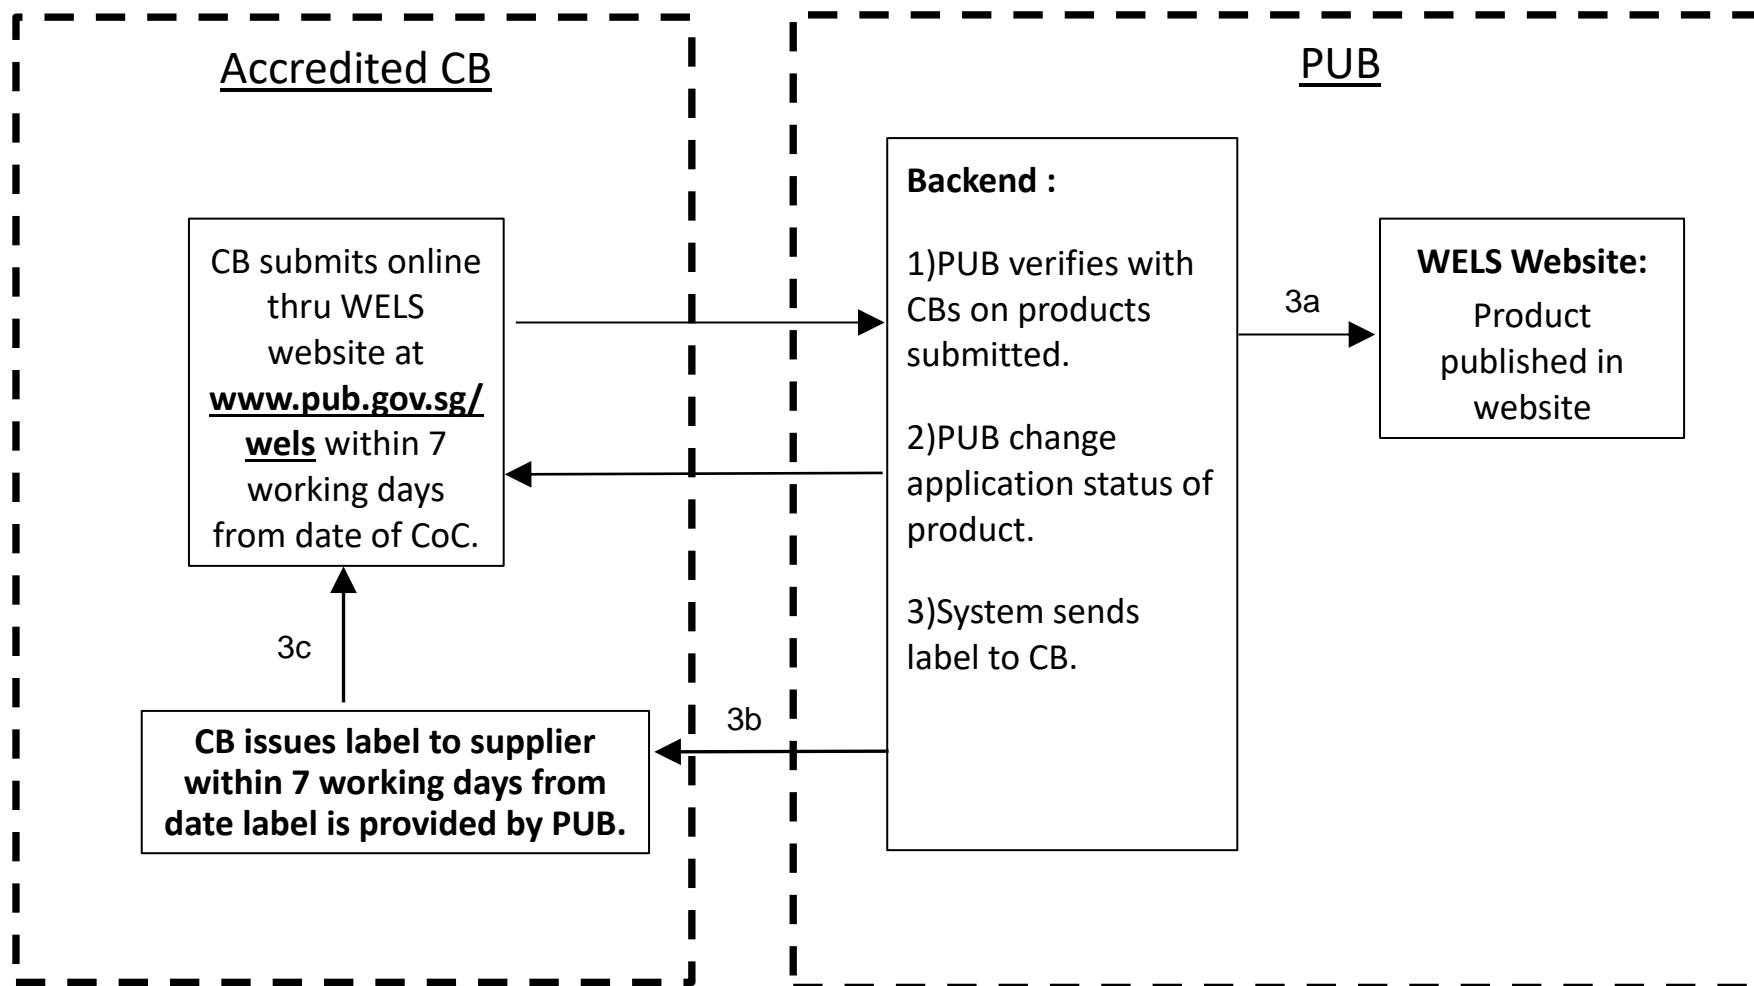 Accredited CB
CB submits online
thru WELS
website at
www.pub.gov.sg/
wels within 7
working days
from date of CoC.
3c
CB issues label to supplier
within 7 working days from
date label is provided by PUB.
3b
PUB
Backend :
1)PUB verifies with
CBs on products
submitted.
2)PUB change
application status of
product.
3)System sends
label to CB.
3a
WELS Website:
Product
published in
website